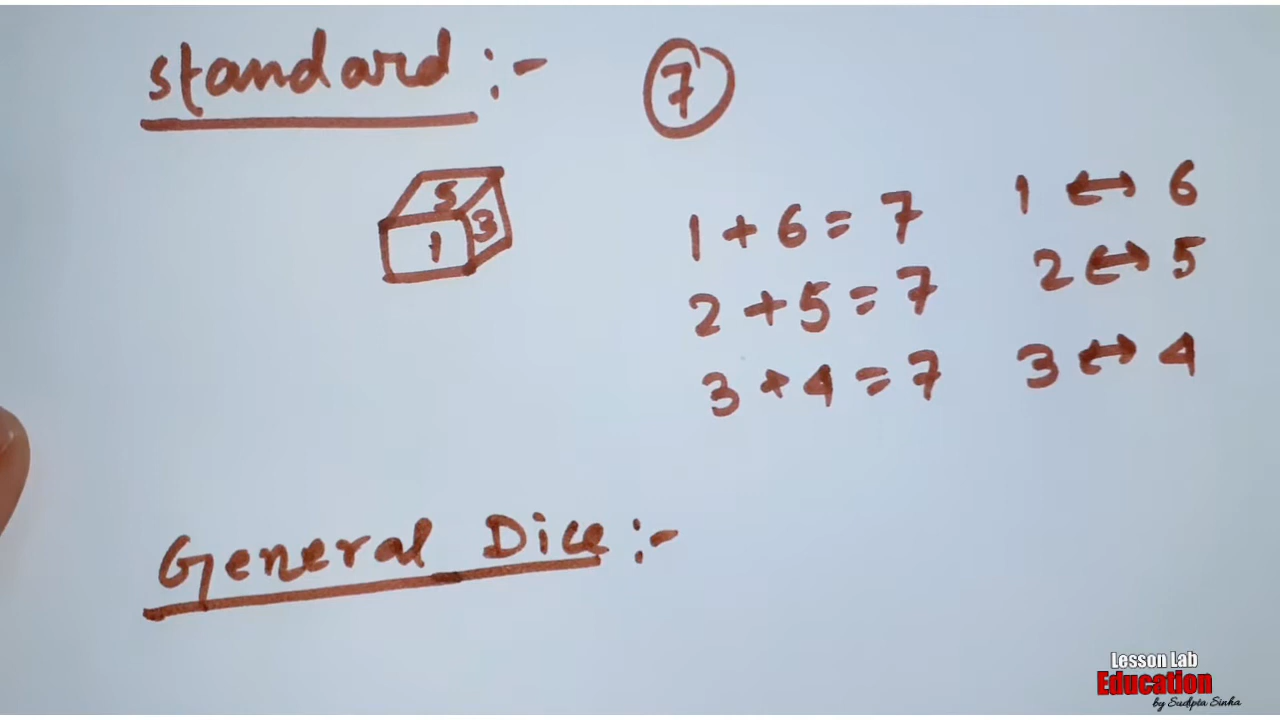 Standard :-
7
5
1
3
1 + 6 = 7
1 ↔ 6
2 + 5 = 7
2 ↔ 5
3 + 4 = 7
3 ↔ 4
General Dice :-
Lesson Lab
Education
by Sudipta Sinha